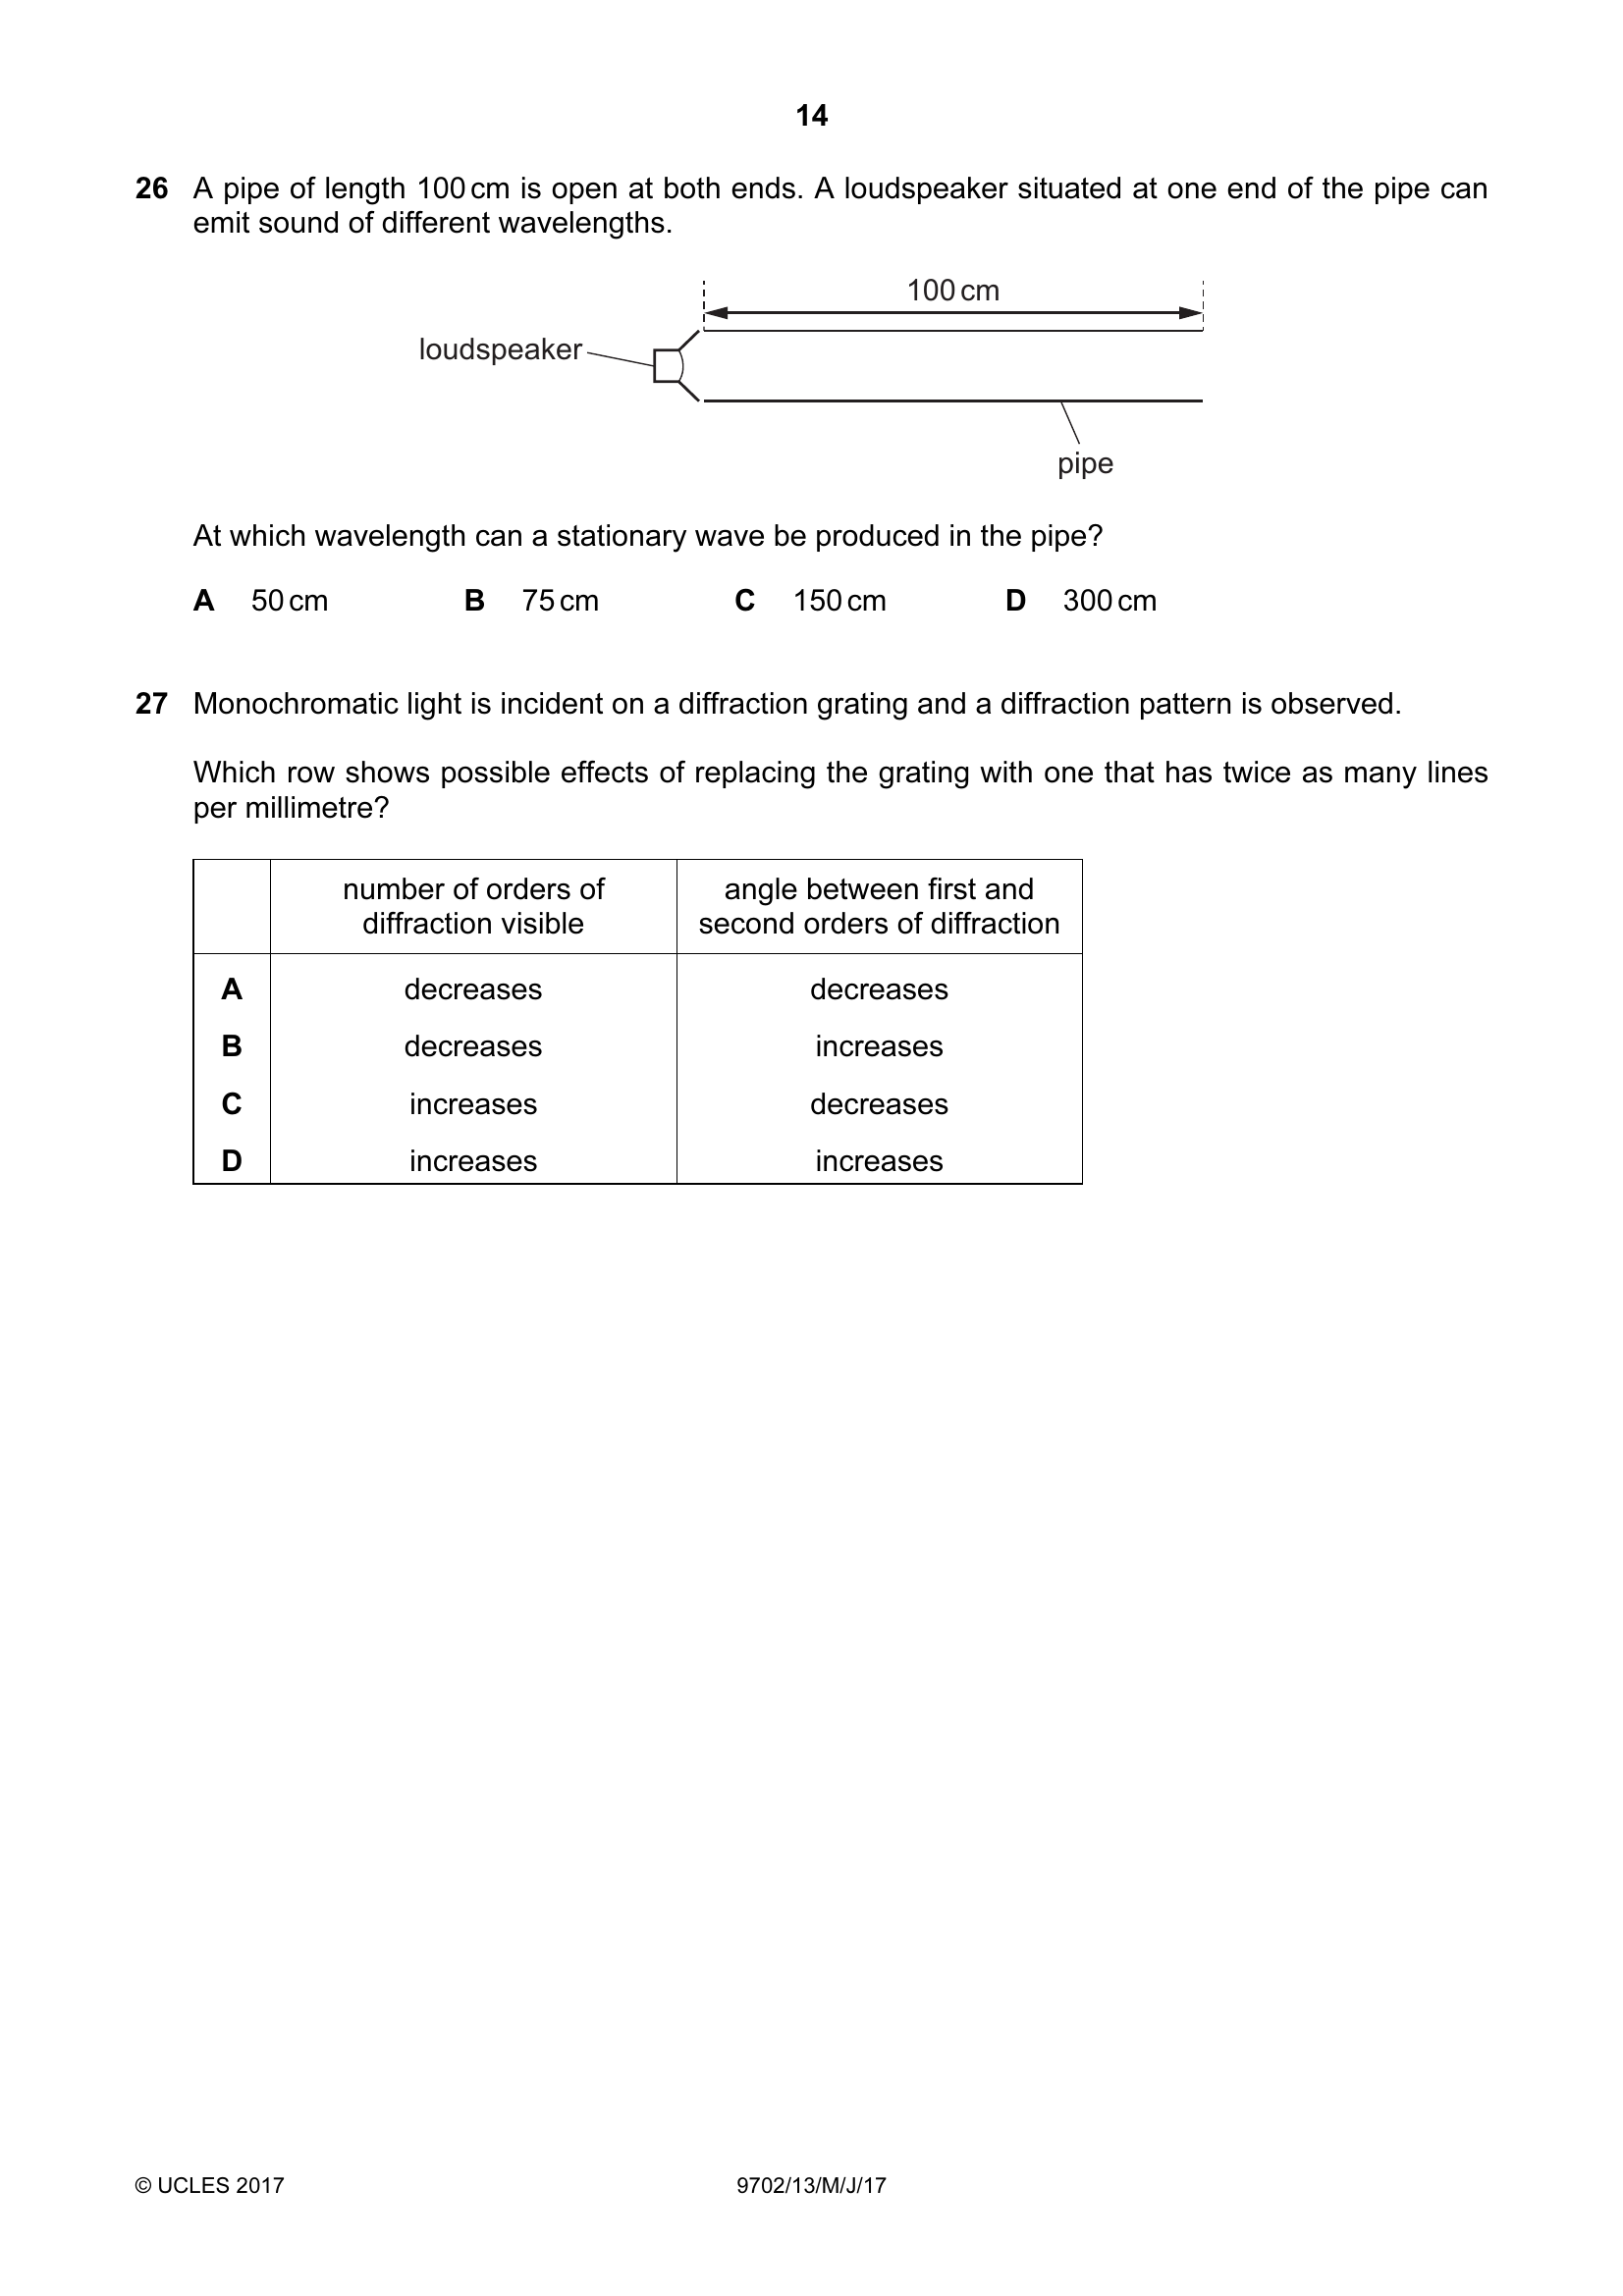 14
26 A pipe of length 100 cm is open at both ends. A loudspeaker situated at one end of the pipe can
emit sound of different wavelengths.
100 cm
loudspeaker
pipe
At which wavelength can a stationary wave be produced in the pipe?
A 50 cm B 75 cm C 150 cm D 300 cm
27 Monochromatic light is incident on a diffraction grating and a diffraction pattern is observed.
Which row shows possible effects of replacing the grating with one that has twice as many lines
per millimetre?
number of orders of angle between first and
diffraction visible second orders of diffraction
A decreases decreases
B decreases increases
C increases decreases
D increases increases
© UCLES 2017 9702/13/M/J/17